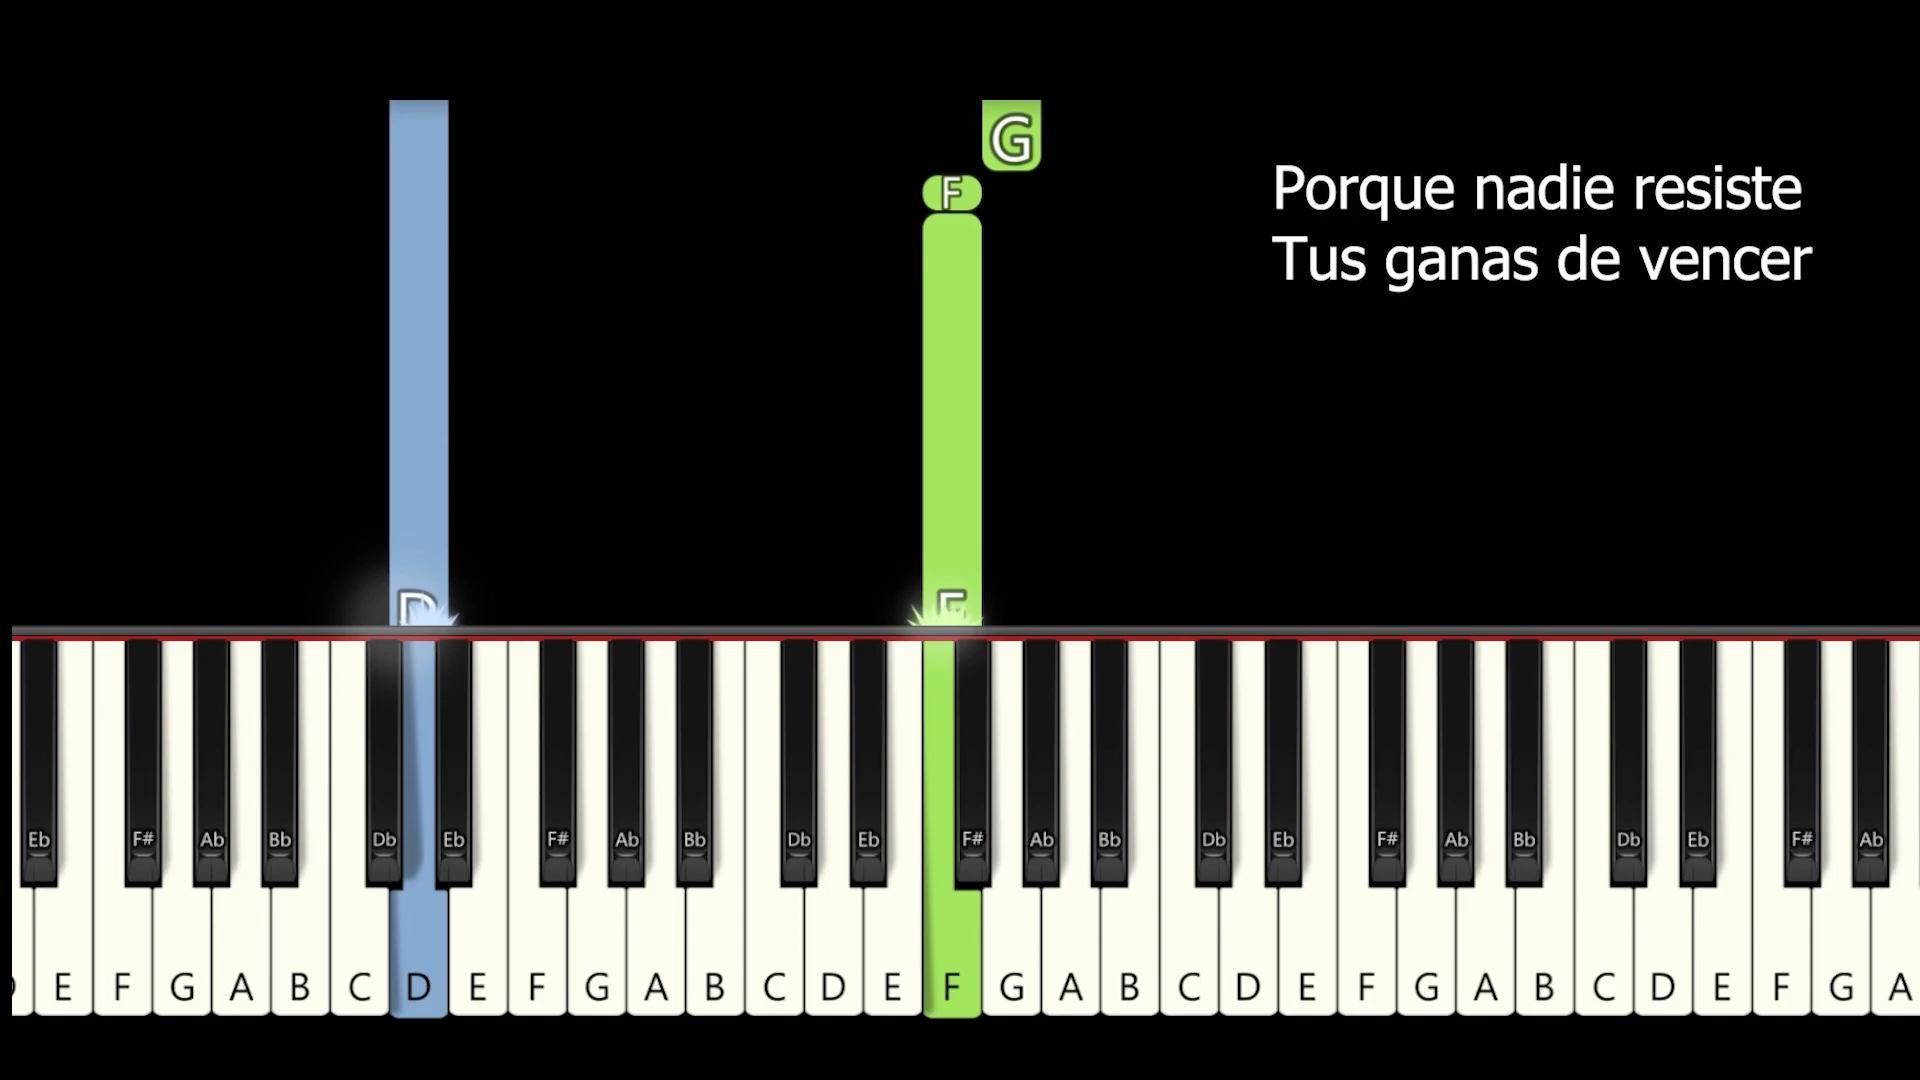 G
F
Porque nadie resiste
Tus ganas de vencer
D F
Eb F# Ab Bb Db Eb F# Ab Bb Db Eb F# Ab Bb Db Eb F# Ab Bb Db Eb F# Ab
D E F G A B C D E F G A B C D E F G A B C D E F G A B C D E F G A